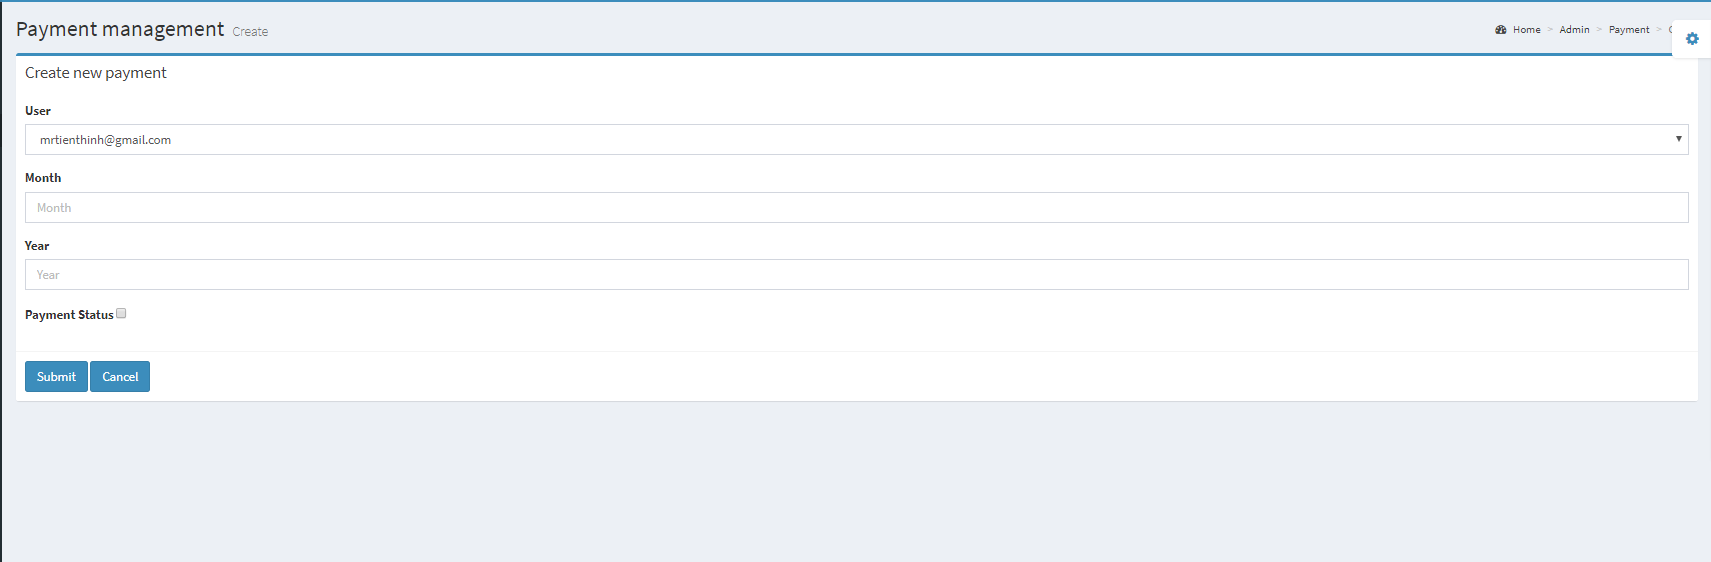 Payment management Create
Home > Admin > Payment >
Create new payment
User
mrtienthinh@gmail.com
Month
Month
Year
Year
Payment Status
Submit Cancel